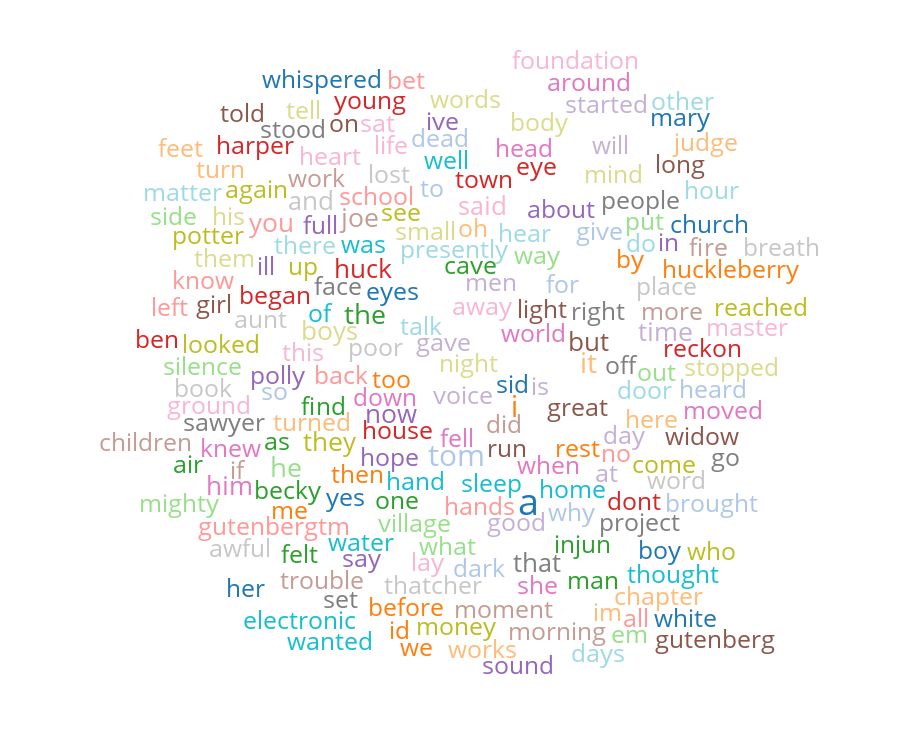 foundation
whispered bet around
told tell young words started other
stood on sat ive body mary
feet harper heart life dead head will judge
turn work lost well town eye mind long
matter again and school to said about people hour
side his you full joe see small oh hear give put church
potter there was presently way do in fire breath
them ill up huck cave men for by huckleberry
know face eyes place
left girl began of the away light right more reached
aunt boys talk world time master
ben looked this poor gave but reckon
silence polly back too night it off out stopped
book so down voice sid is door heard
ground find now i great here moved
sawyer turned house fell did day widow
children knew as they hope tom run rest no come go
air if he then when at word
him becky yes one hand sleep home dont brought
mighty me hands a why project
gutenbergtm village good
awful felt water say what lay dark that injun boy who
her trouble thatcher she man thought
set before moment chapter
electronic id money morning im all white
wanted we works em gutenberg
sound days